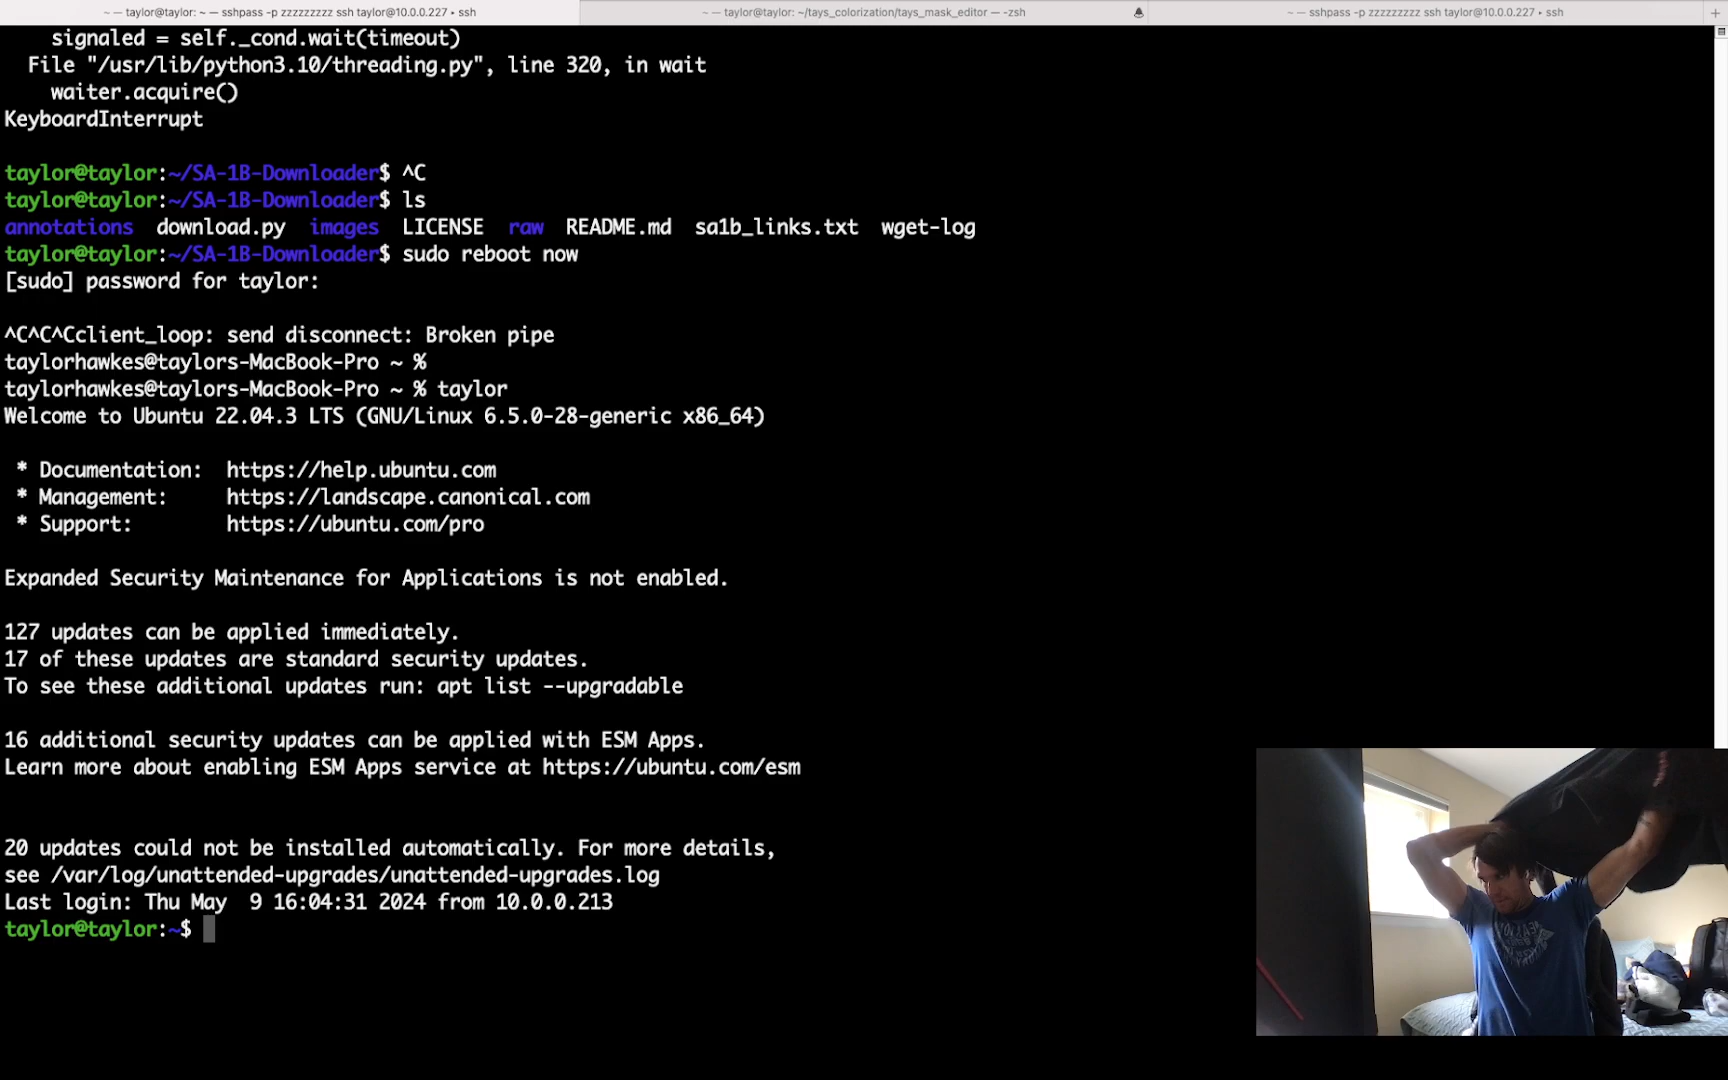 ~ — taylor@taylor: ~ — sshpass -p zzzzzzzzz ssh taylor@10.0.0.227 ▸ ssh
~ — taylor@taylor: ~/tays_colorization/tays_mask_editor — -zsh
~ — sshpass -p zzzzzzzzz ssh taylor@10.0.0.227 ▸ ssh
signaled = self._cond.wait(timeout)
File "/usr/lib/python3.10/threading.py", line 320, in wait
waiter.acquire()
KeyboardInterrupt
taylor@taylor:~/SA-1B-Downloader$ ^C
taylor@taylor:~/SA-1B-Downloader$ ls
annotations download.py images LICENSE raw README.md sa1b_links.txt wget-log
taylor@taylor:~/SA-1B-Downloader$ sudo reboot now
[sudo] password for taylor:
^C^C^Cclient_loop: send disconnect: Broken pipe
taylorhawkes@taylors-MacBook-Pro ~ %
taylorhawkes@taylors-MacBook-Pro ~ % taylor
Welcome to Ubuntu 22.04.3 LTS (GNU/Linux 6.5.0-28-generic x86_64)
* Documentation: https://help.ubuntu.com
* Management: https://landscape.canonical.com
* Support: https://ubuntu.com/pro
Expanded Security Maintenance for Applications is not enabled.
127 updates can be applied immediately.
17 of these updates are standard security updates.
To see these additional updates run: apt list --upgradable
16 additional security updates can be applied with ESM Apps.
Learn more about enabling ESM Apps service at https://ubuntu.com/esm
20 updates could not be installed automatically. For more details,
see /var/log/unattended-upgrades/unattended-upgrades.log
Last login: Thu May  9 16:04:31 2024 from 10.0.0.213
taylor@taylor:~$